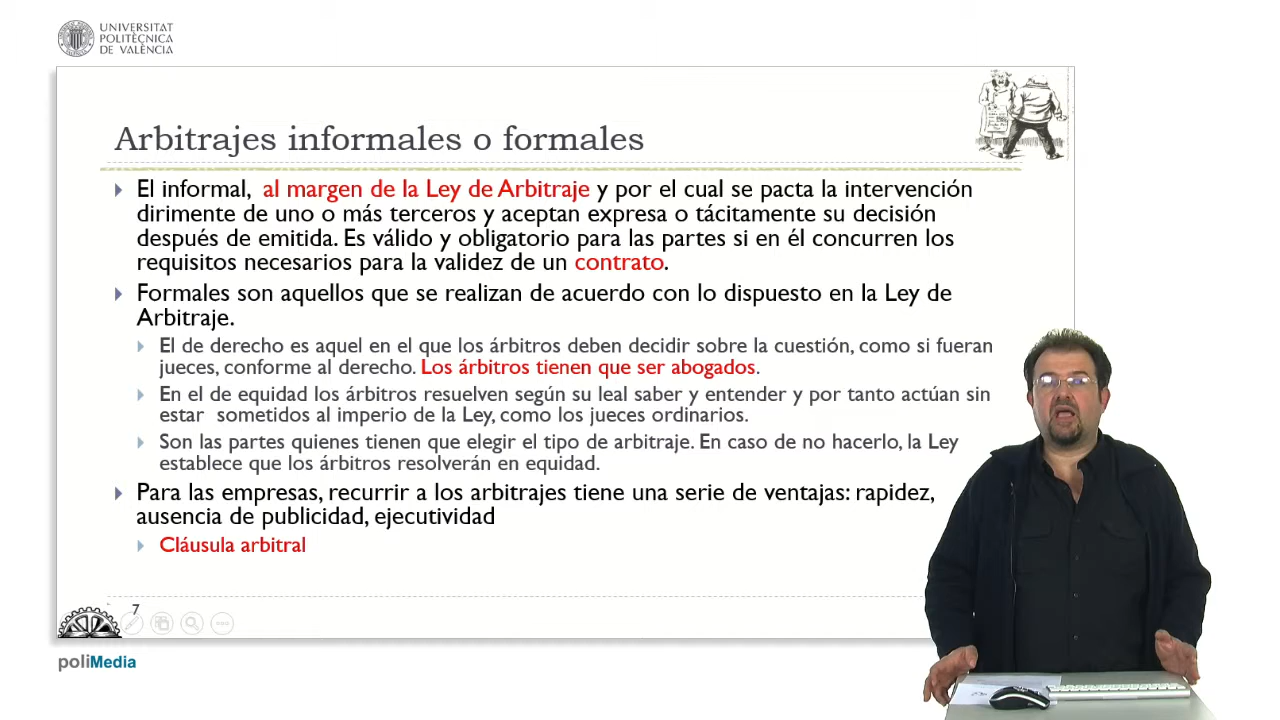 UNIVERSITAT
POLITÈCNICA
DE VALÈNCIA
Arbitrajes informales o formales
El informal, al margen de la Ley de Arbitraje y por el cual se pacta la intervención
dirimente de uno o más terceros y aceptan expresa o tácitamente su decisión
después de emitida. Es válido y obligatorio para las partes si en él concurren los
requisitos necesarios para la validez de un contrato.
Formales son aquellos que se realizan de acuerdo con lo dispuesto en la Ley de
Arbitraje.
El de derecho es aquel en el que los árbitros deben decidir sobre la cuestión, como si fueran
jueces, conforme al derecho. Los árbitros tienen que ser abogados.
En el de equidad los árbitros resuelven según su leal saber y entender y por tanto actúan sin
estar sometidos al imperio de la Ley, como los jueces ordinarios.
Son las partes quienes tienen que elegir el tipo de arbitraje. En caso de no hacerlo, la Ley
establece que los árbitros resolverán en equidad.
Para las empresas, recurrir a los arbitrajes tiene una serie de ventajas: rapidez,
ausencia de publicidad, ejecutividad
Cláusula arbitral
7
poliMedia